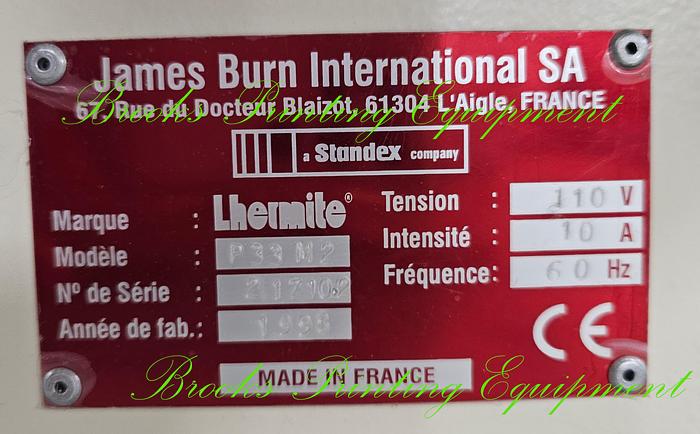 James Burn International SA
67, Rue du Docteur Blaizot, 61304 L'Aigle, FRANCE
Brooks Printing Equipment
a Standex company
Marque : Lhermite®
Modèle :
Nº de Série :
Année de fab.:
Tension : 110 V
Intensité : 10 A
Fréquence: 60 Hz
CE
MADE IN FRANCE
Brooks Printing Equipment